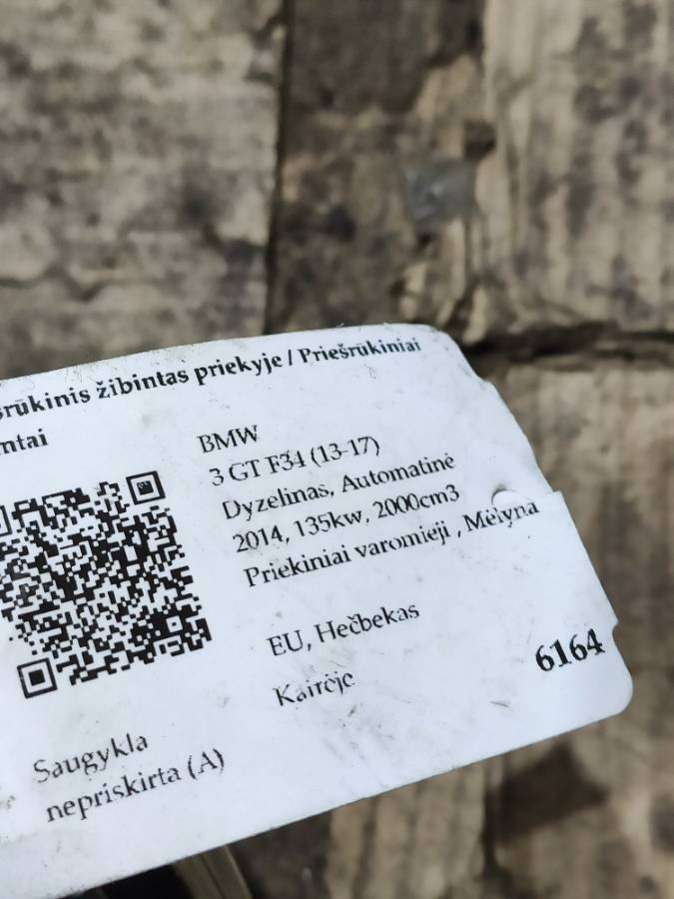 šrūkinis žibintas priekyje / Priešrūkiniai
ntai
BMW
3 GT F34 (13-17)
Dyzelinas, Automatinė
2014, 135kw, 2000cm3
Priekiniai varomieji , Mėlyna
EU, Hečbekas
Kairėje
6164
Saugykla
nepriskirta (A)